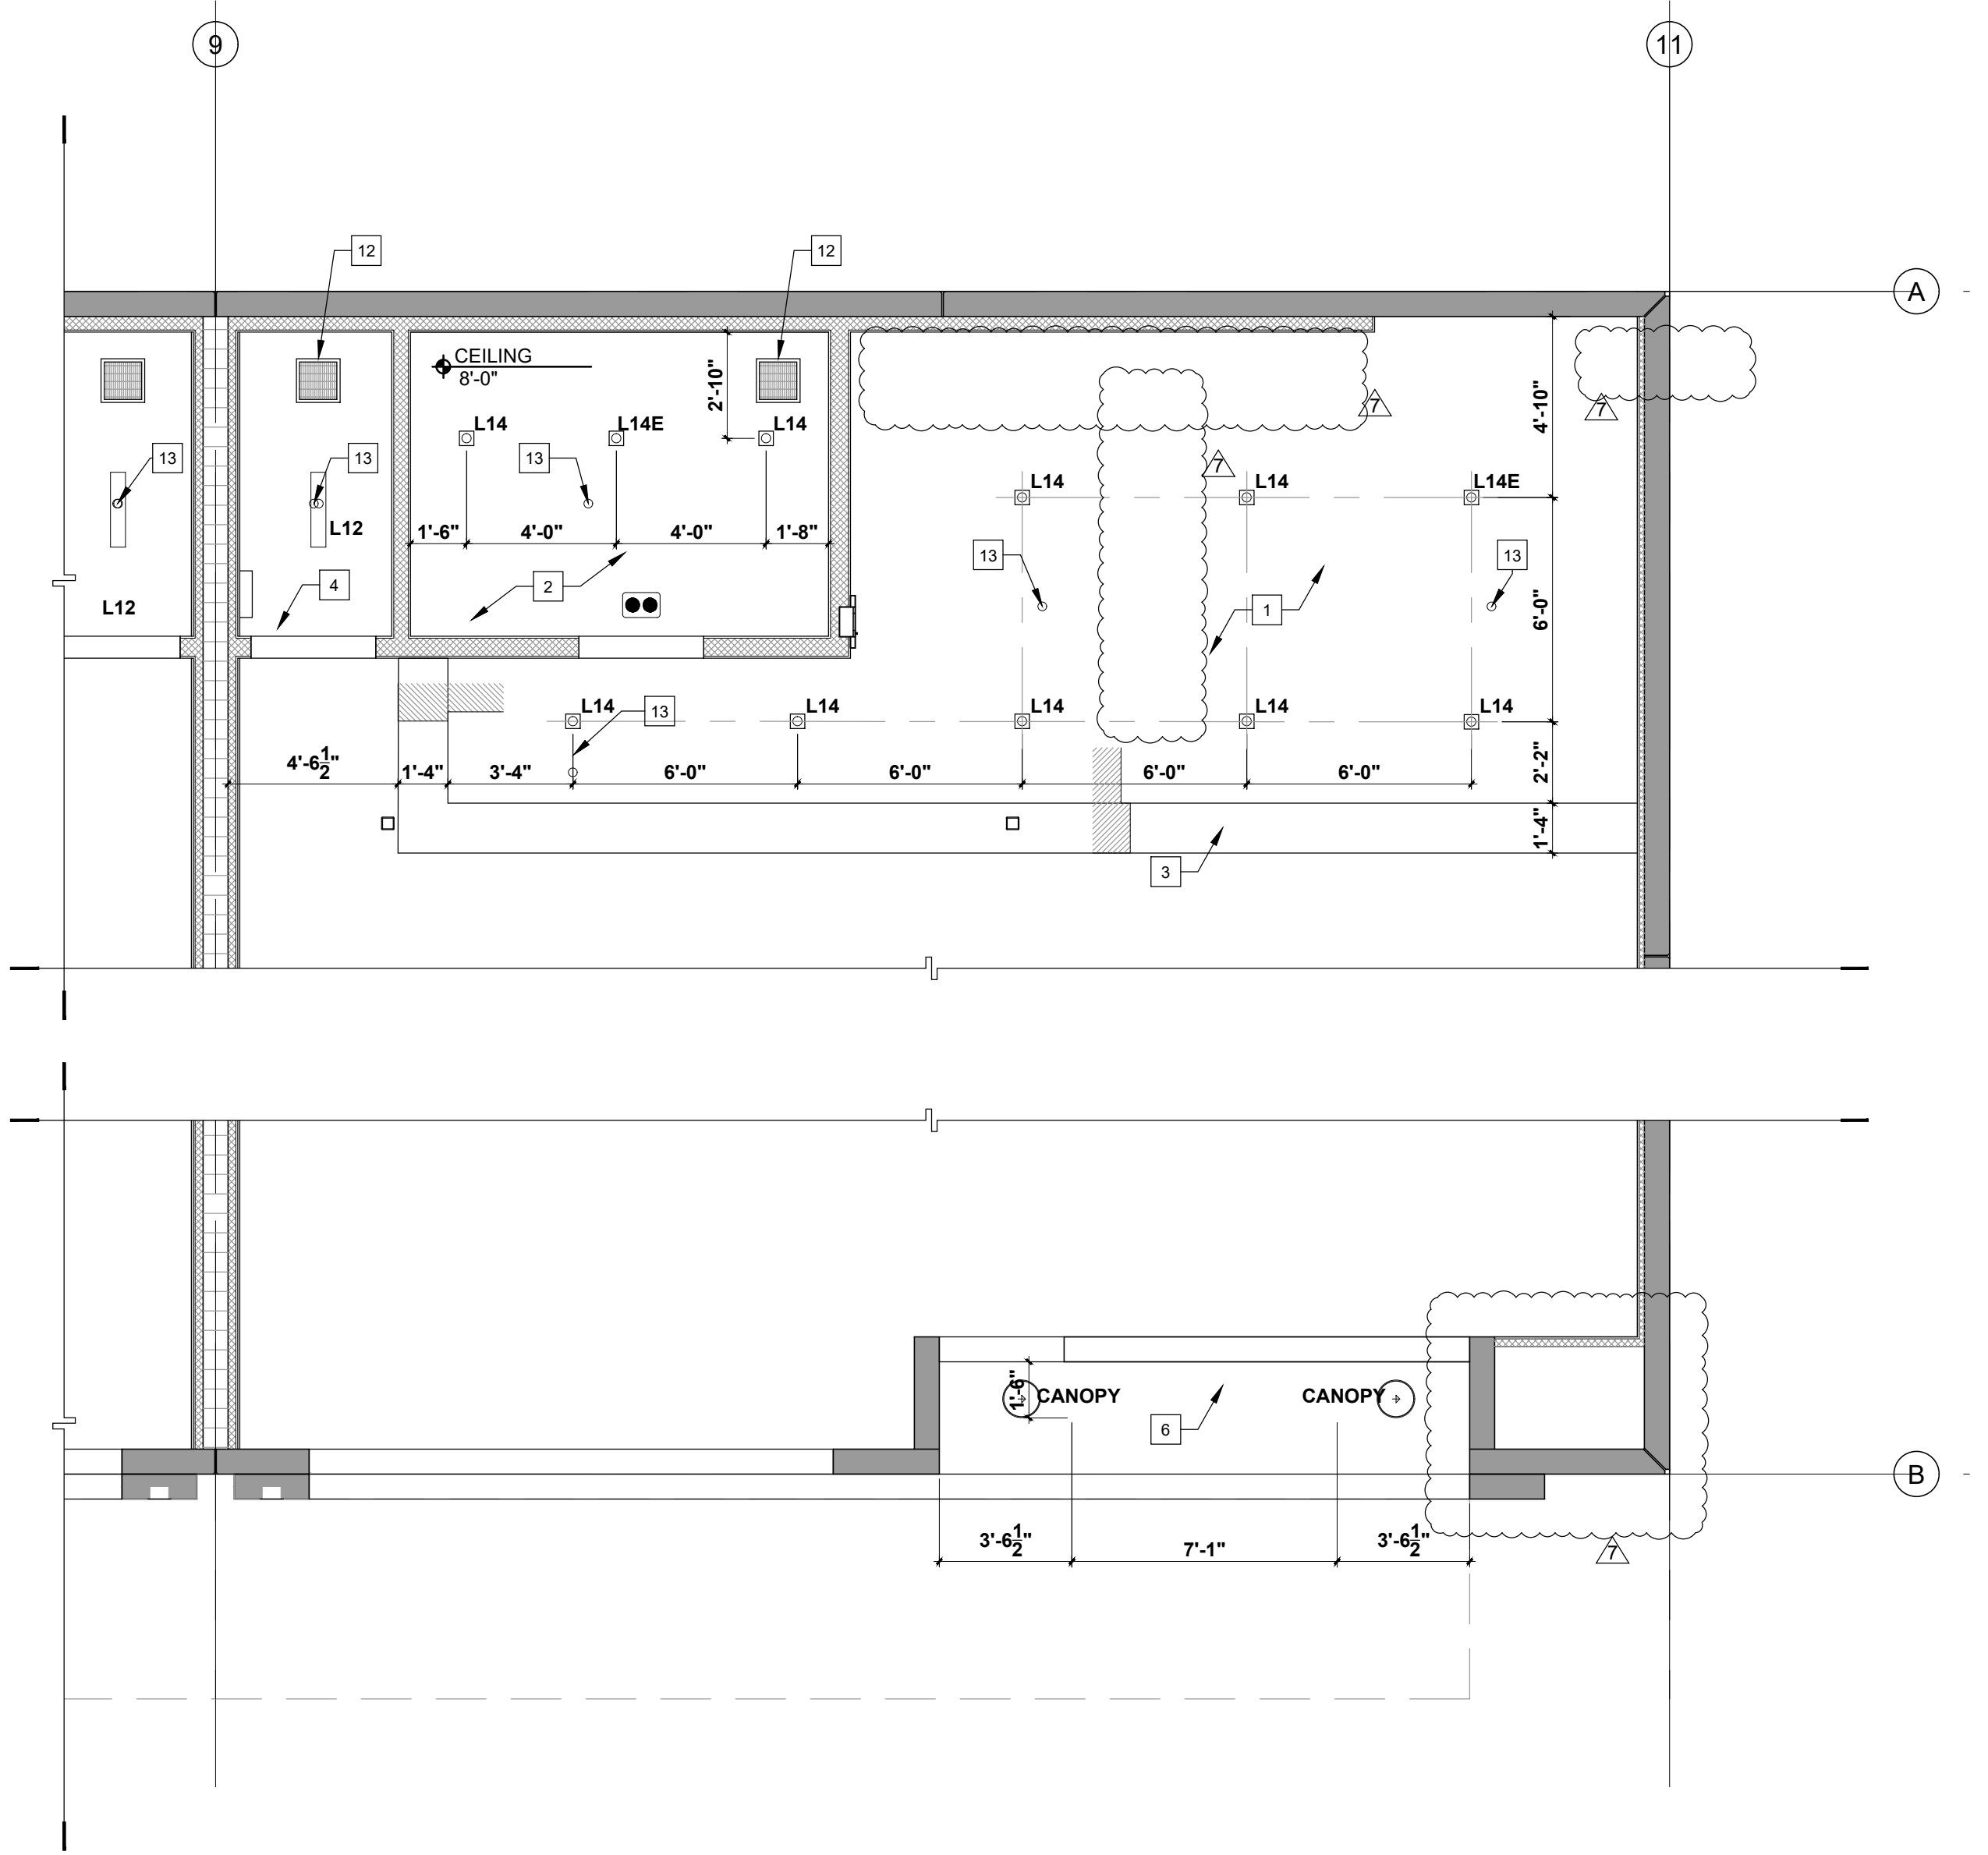 9
11
12
12
A
CEILING
8'-0"
2'-10"
7
7
4'-10"
L14
L14E
L14
13
13
13
7
L14
L14
L14E
L12
1'-6"
4'-0"
4'-0"
1'-8"
13
13
4
2
L12
1
6'-0"
L14
13
L14
L14
L14
L14
4'-6 1/2"
1'-4"
3'-4"
6'-0"
6'-0"
6'-0"
6'-0"
2'-2"
1'-4"
3
1'-6"
CANOPY
CANOPY
6
B
3'-6 1/2"
7'-1"
3'-6 1/2"
7